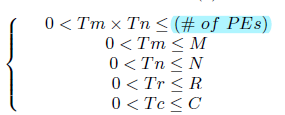 0 < Tm × Tn ≤ (# of PEs)
0 < Tm ≤ M
0 < Tn ≤ N
0 < Tr ≤ R
0 < Tc ≤ C